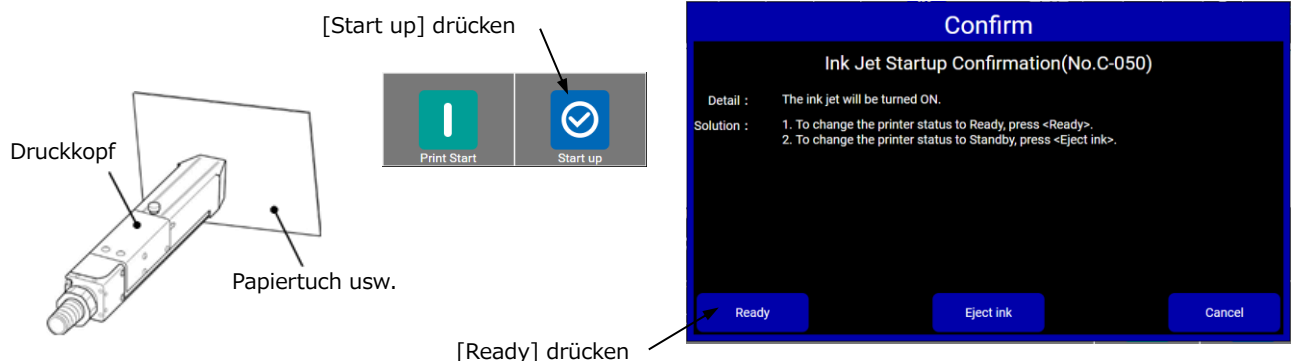 [Start up] drücken
Druckkopf
Papiertuch usw.
Print Start
Start up
Confirm
Ink Jet Startup Confirmation(No.C-050)
Detail : The ink jet will be turned ON.
Solution : 1. To change the printer status to Ready, press <Ready>.
2. To change the printer status to Standby, press <Eject ink>.
Ready
Eject ink
Cancel
[Ready] drücken